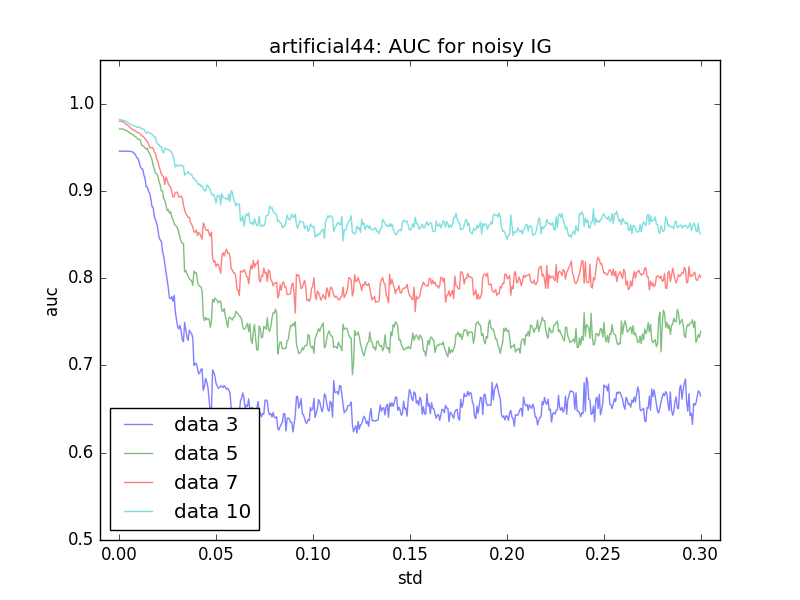 artificial44: AUC for noisy IG
1.0
0.9
0.8
0.7
0.6
0.5
auc
data 3
data 5
data 7
data 10
0.00 0.05 0.10 0.15 0.20 0.25 0.30
std